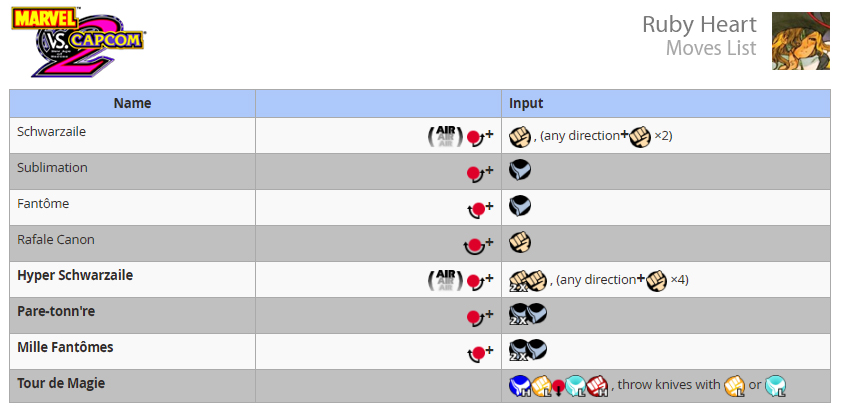 MARVEL
VS. CAPCOM
2
Ruby Heart
Moves List
Name Input
Schwarzaile (AIR) + , (any direction+ ×2)
Sublimation +
Fantôme +
Rafale Canon +
Hyper Schwarzaile (AIR) + 2X , (any direction+ ×4)
Pare-tonn're + 2X
Mille Fantômes + 2X
Tour de Magie H L L H , throw knives with L or L